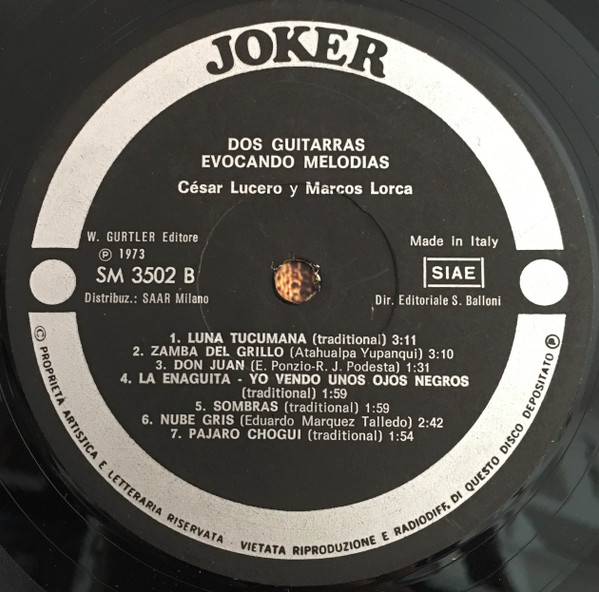 JOKER
DOS GUITARRAS
EVOCANDO MELODIAS
César Lucero y Marcos Lorca
W. GURTLER Editore
℗ 1973
SM 3502 B
Distribuz.: SAAR Milano
Made in Italy
SIAE
Dir. Editoriale S. Balloni
1. LUNA TUCUMANA (traditional) 3:11
2. ZAMBA DEL GRILLO (Atahualpa Yupanqui) 3:10
3. DON JUAN (E. Ponzio-R. J. Podesta) 1:31
4. LA ENAGUITA - YO VENDO UNOS OJOS NEGROS
(traditional) 1:59
5. SOMBRAS (traditional) 1:59
6. NUBE GRIS (Eduardo Marquez Talledo) 2:42
7. PAJARO CHOGUI (traditional) 1:54
© PROPRIETÀ ARTISTICA E LETTERARIA RISERVATA - VIETATA RIPRODUZIONE E RADIODIFF. DI QUESTO DISCO DEPOSITATO ℗